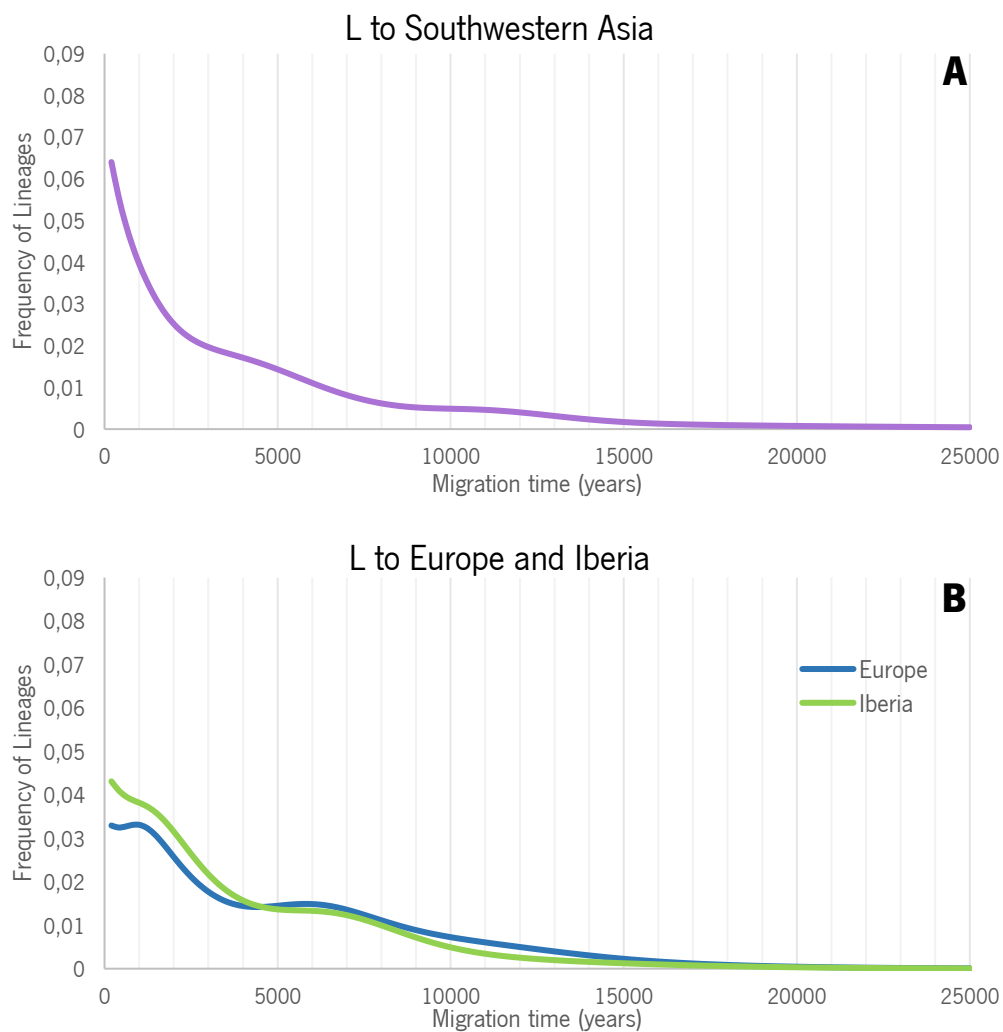 L to Southwestern Asia
A
0,09
0,08
0,07
0,06
0,05
0,04
0,03
0,02
0,01
0
Frequency of Lineages
0 5000 10000 15000 20000 25000
Migration time (years)
L to Europe and Iberia
B
0,09
0,08
0,07
0,06
0,05
0,04
0,03
0,02
0,01
0
Frequency of Lineages
Europe
Iberia
0 5000 10000 15000 20000 25000
Migration time (years)